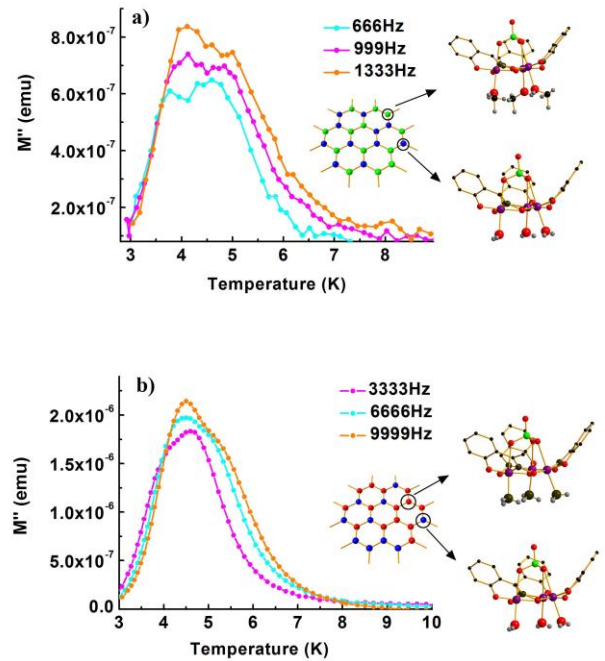 a)
666Hz
999Hz
1333Hz
8.0x10⁻⁷
6.0x10⁻⁷
4.0x10⁻⁷
2.0x10⁻⁷
M'' (emu)
3 4 5 6 7 8
Temperature (K)
b)
3333Hz
6666Hz
9999Hz
2.0x10⁻⁶
1.5x10⁻⁶
1.0x10⁻⁶
5.0x10⁻⁷
0.0
M'' (emu)
3 4 5 6 7 8 9 10
Temperature (K)